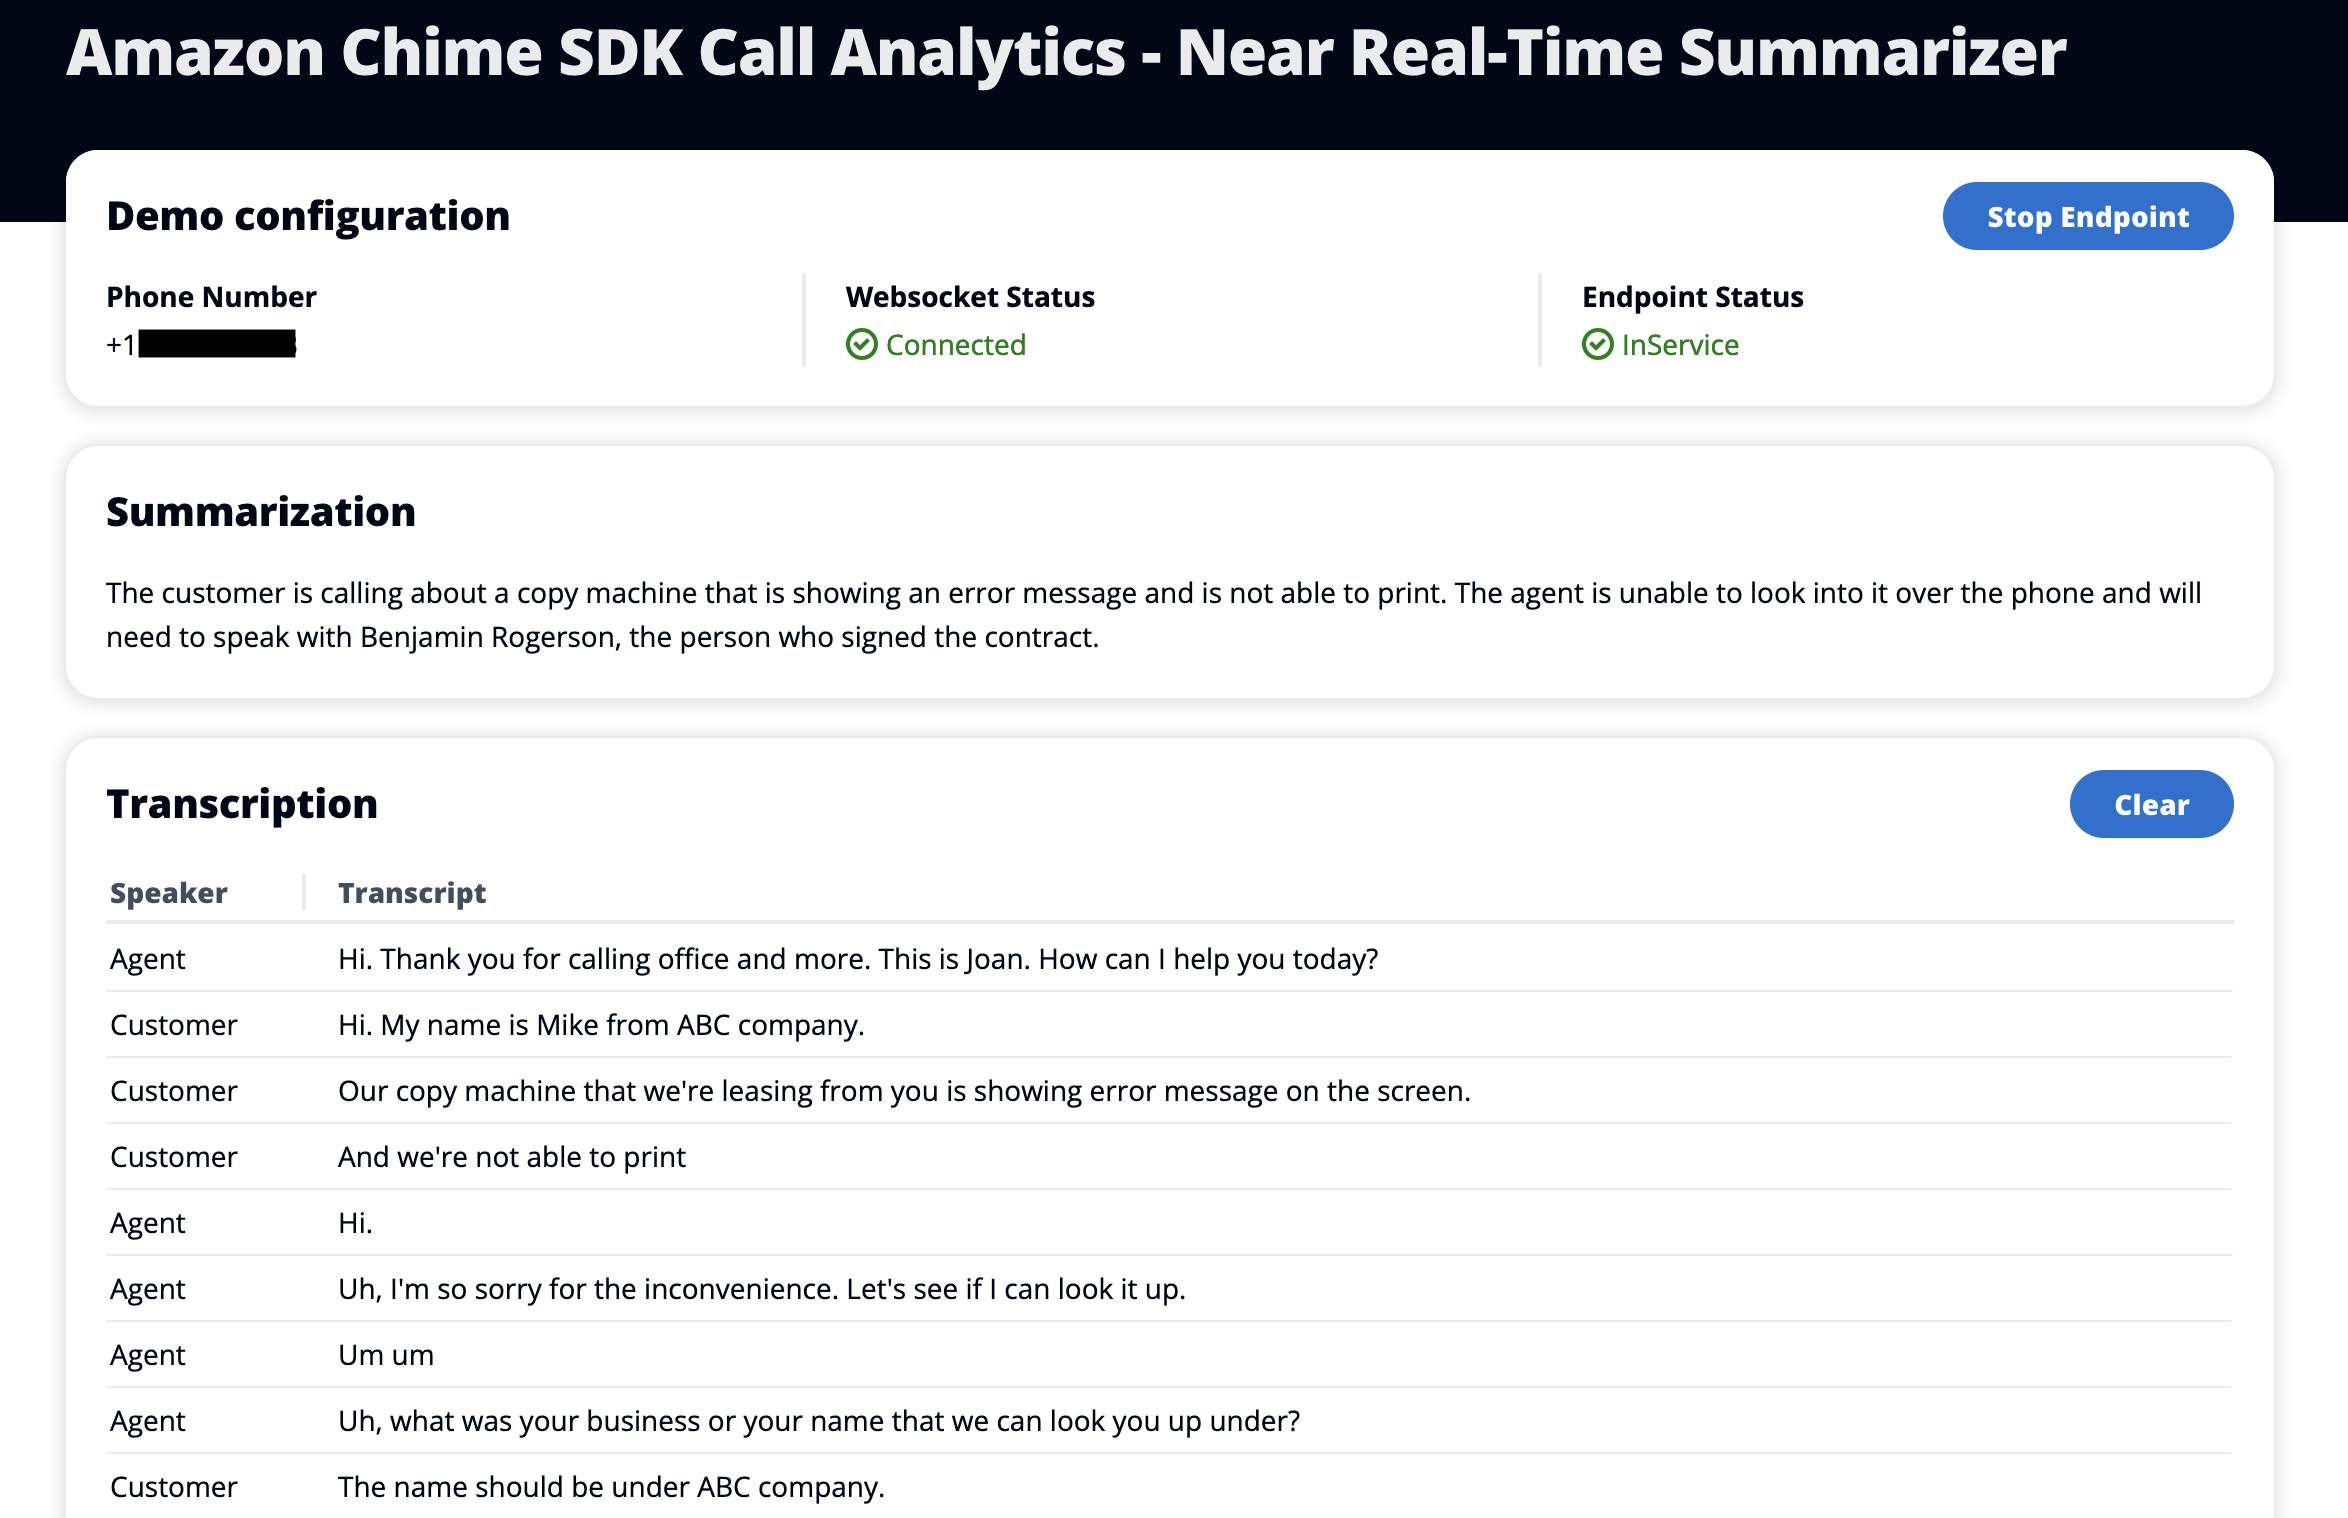 Amazon Chime SDK Call Analytics - Near Real-Time Summarizer
Demo configuration
Stop Endpoint
Phone Number
+1
Websocket Status
Connected
Endpoint Status
InService
Summarization
The customer is calling about a copy machine that is showing an error message and is not able to print. The agent is unable to look into it over the phone and will
need to speak with Benjamin Rogerson, the person who signed the contract.
Transcription
Clear
Speaker Transcript
Agent Hi. Thank you for calling office and more. This is Joan. How can I help you today?
Customer Hi. My name is Mike from ABC company.
Customer Our copy machine that we're leasing from you is showing error message on the screen.
Customer And we're not able to print
Agent Hi.
Agent Uh, I'm so sorry for the inconvenience. Let's see if I can look it up.
Agent Um um
Agent Uh, what was your business or your name that we can look you up under?
Customer The name should be under ABC company.